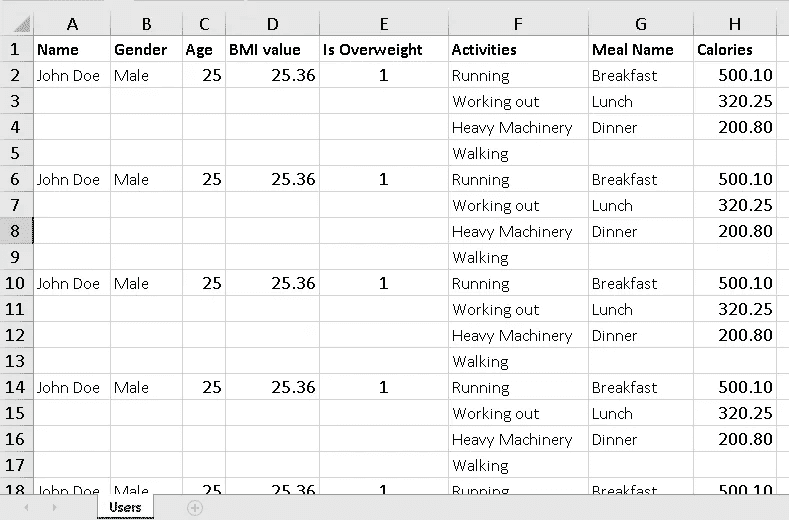 A B C D E F G H
1 Name Gender Age BMI value Is Overweight Activities Meal Name Calories
2 John Doe Male 25 25.36 1 Running Breakfast 500.10
3 Working out Lunch 320.25
4 Heavy Machinery Dinner 200.80
5 Walking
6 John Doe Male 25 25.36 1 Running Breakfast 500.10
7 Working out Lunch 320.25
8 Heavy Machinery Dinner 200.80
9 Walking
10 John Doe Male 25 25.36 1 Running Breakfast 500.10
11 Working out Lunch 320.25
12 Heavy Machinery Dinner 200.80
13 Walking
14 John Doe Male 25 25.36 1 Running Breakfast 500.10
15 Working out Lunch 320.25
16 Heavy Machinery Dinner 200.80
17 Walking
18 John Doe Male 25 25.36 1 Running Breakfast 500.10
Users